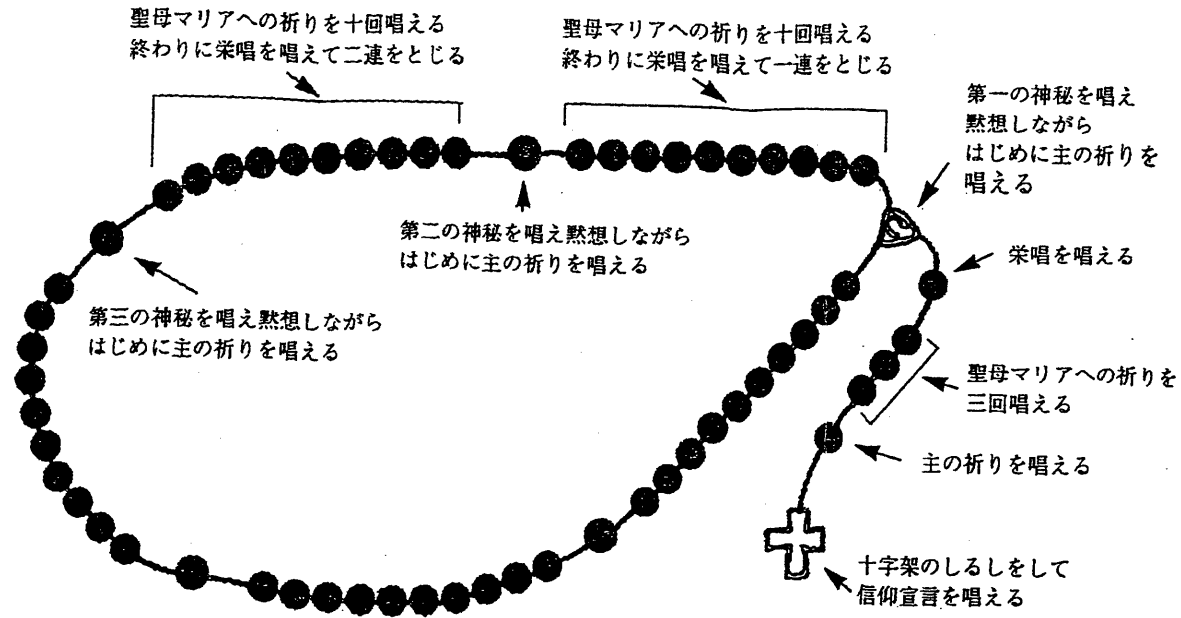 聖母マリアへの祈りを十回唱える
終わりに栄唱を唱えて二連をとじる
聖母マリアへの祈りを十回唱える
終わりに栄唱を唱えて一連をとじる
第一の神秘を唱え
黙想しながら
はじめに主の祈りを
唱える
第二の神秘を唱え黙想しながら
はじめに主の祈りを唱える
栄唱を唱える
第三の神秘を唱え黙想しながら
はじめに主の祈りを唱える
聖母マリアへの祈りを
三回唱える
主の祈りを唱える
十字架のしるしをして
信仰宣言を唱える